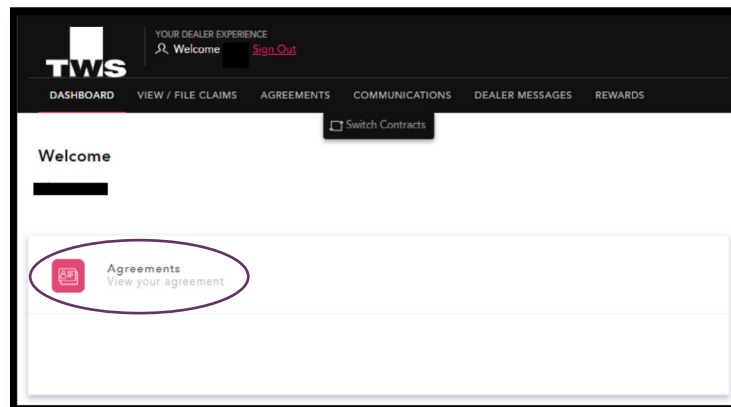 YOUR DEALER EXPERIENCE
Welcome Sign Out
TWS
DASHBOARD VIEW / FILE CLAIMS AGREEMENTS COMMUNICATIONS DEALER MESSAGES REWARDS
Switch Contracts
Welcome
Agreements
View your agreement